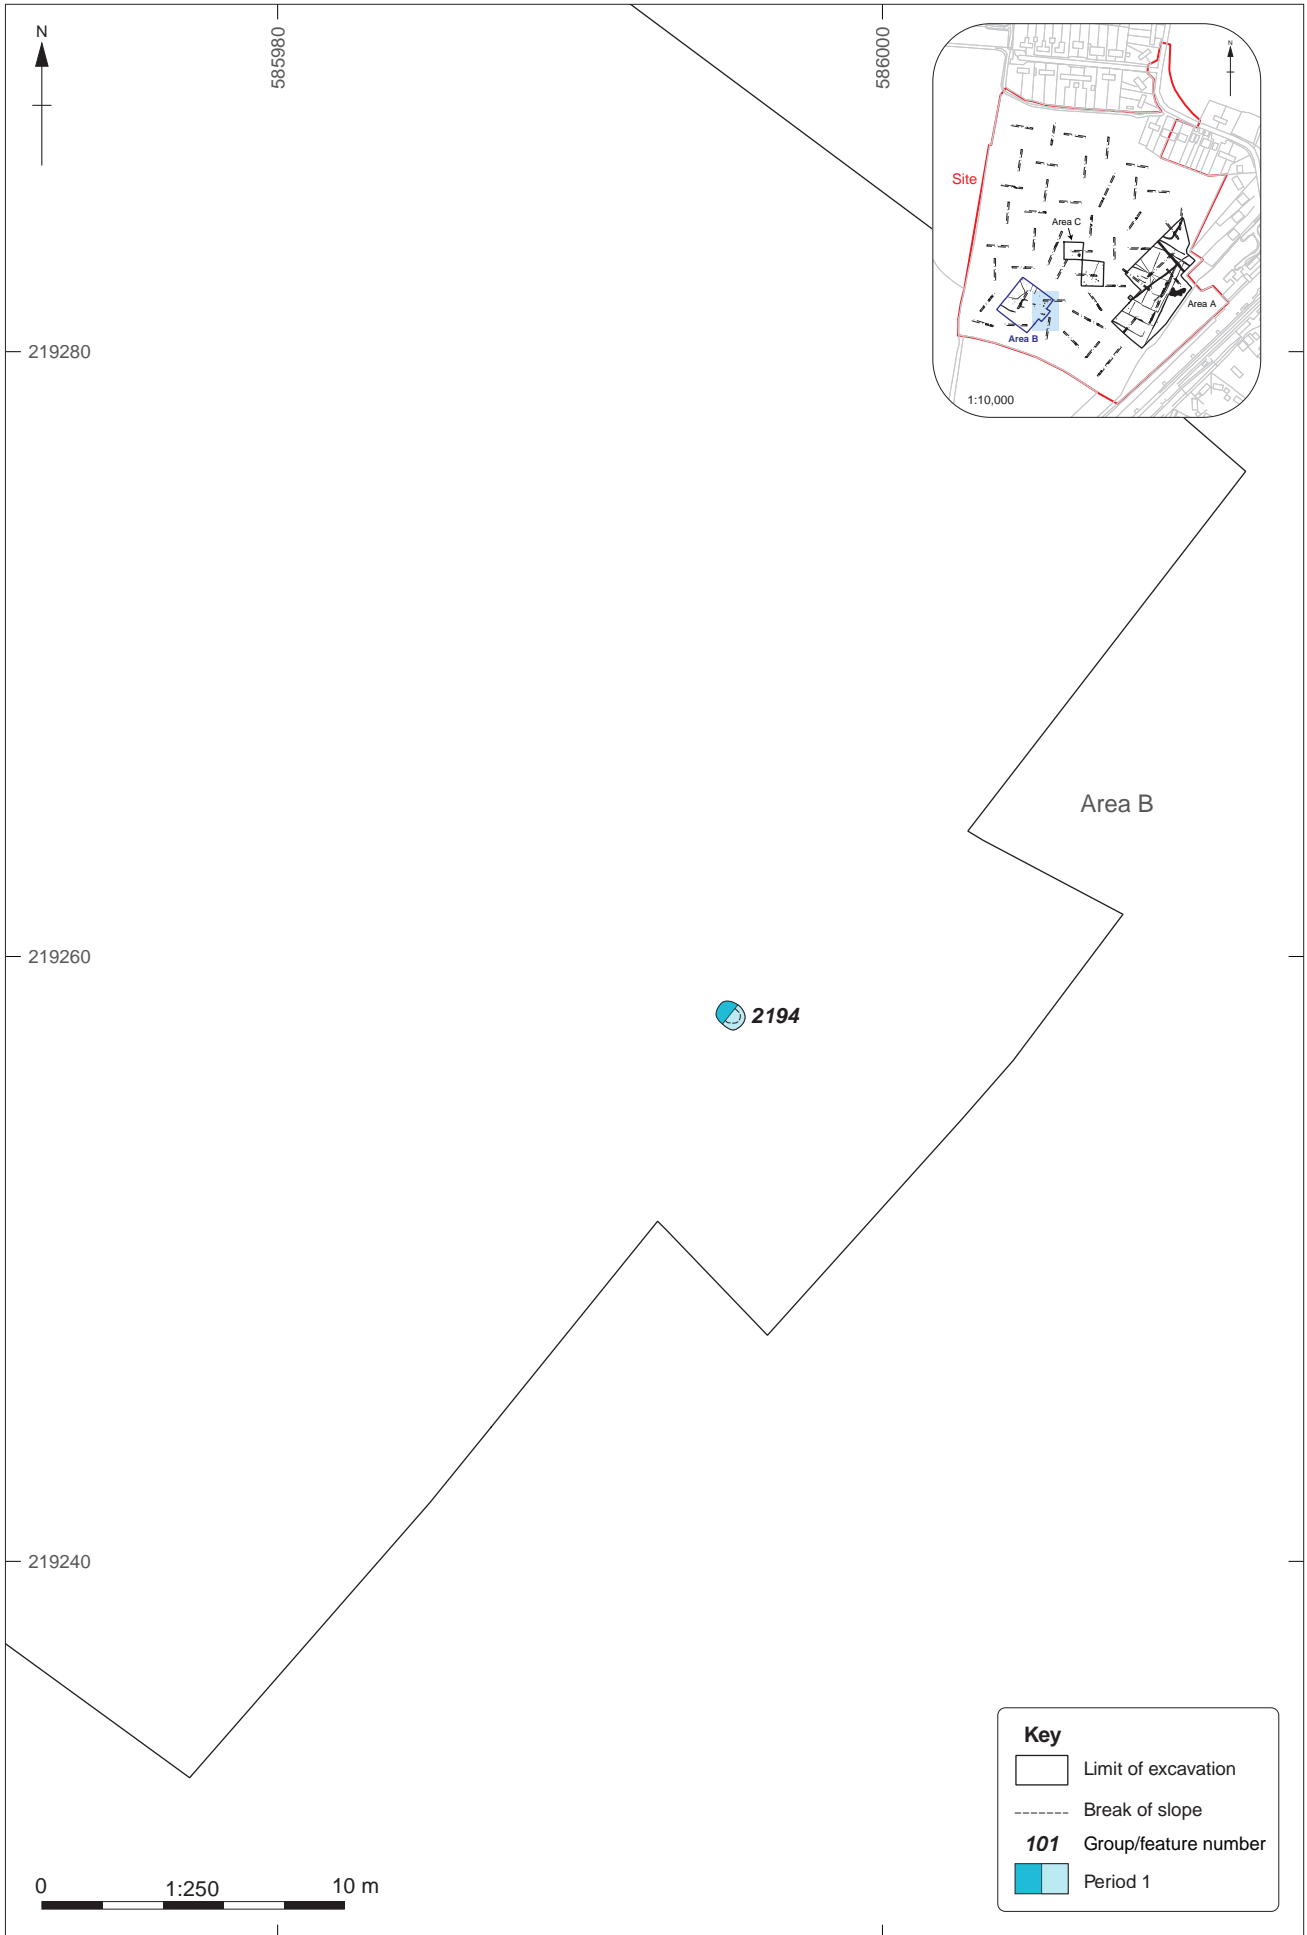 N
585980
586000
N
Site
Area C
Area A
Area B
1:10,000
219280
Area B
219260
2194
219240
Key
Limit of excavation
Break of slope
101 Group/feature number
Period 1
0 1:250 10 m